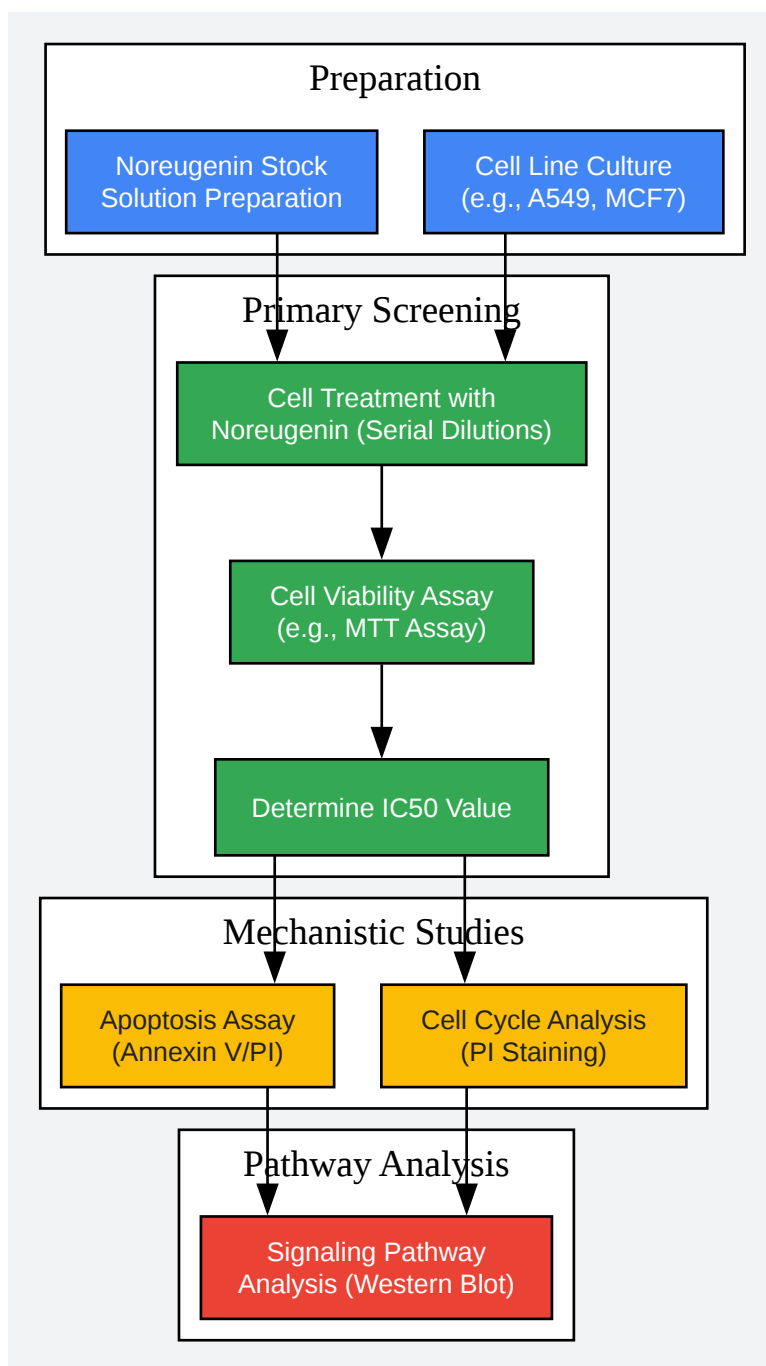 Preparation
Noreugenin Stock
Solution Preparation
Cell Line Culture
(e.g., A549, MCF7)
Primary Screening
Cell Treatment with
Noreugenin (Serial Dilutions)
Cell Viability Assay
(e.g., MTT Assay)
Determine IC50 Value
Mechanistic Studies
Apoptosis Assay
(Annexin V/PI)
Cell Cycle Analysis
(PI Staining)
Pathway Analysis
Signaling Pathway
Analysis (Western Blot)